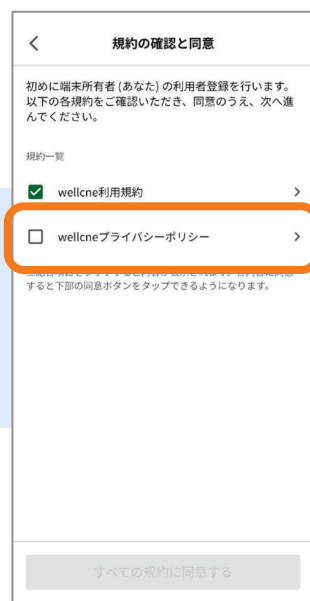 規約の確認と同意
初めに端末所有者 (あなた) の利用者登録を行います。
以下の各規約をご確認いただき、同意のうえ、次へ進
んでください。
規約一覧
wellcne利用規約
wellcneプライバシーポリシー
すると下部の同意ボタンをタップできるようになります。
すべての規約に同意する